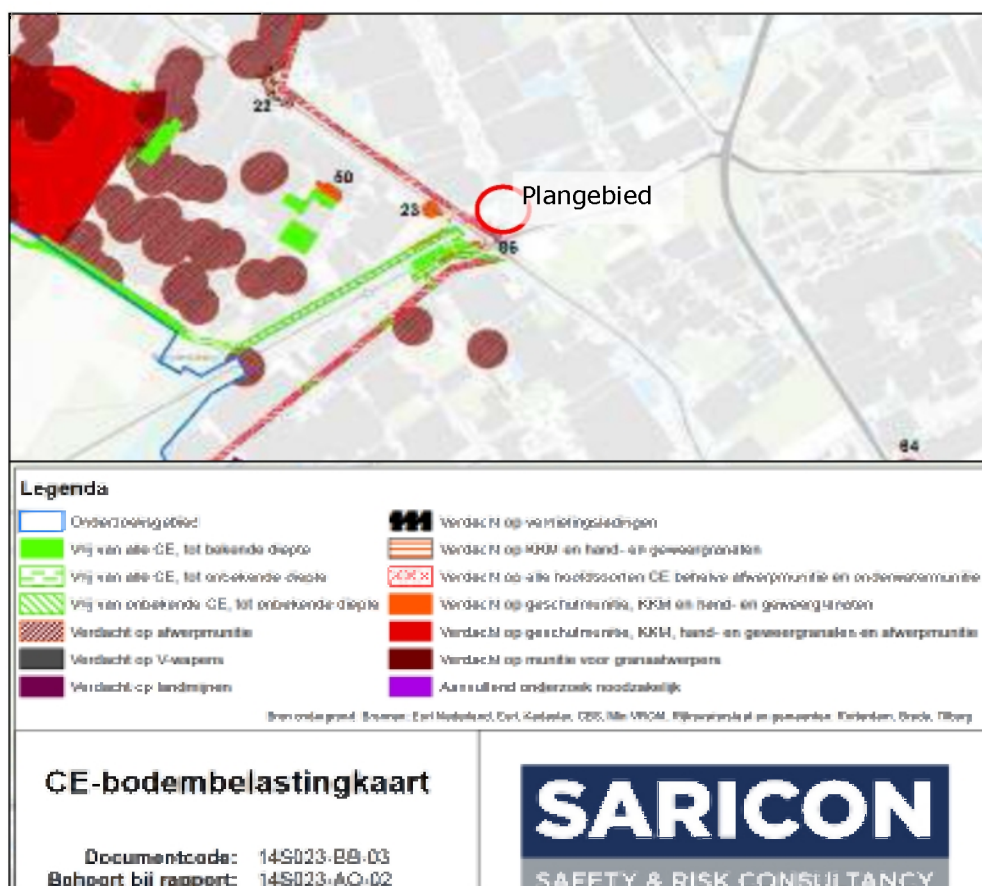 22
50
Plangebied
23
64
Legenda
Onderzoeksgebied
Vrij van alle CE, tot bekende diepte
Vrij van alle CE, tot onbekende diepte
Vrij van onbekende CE, tot onbekende diepte
Verdacht op afwerpmunitie
Verdacht op V-wapens
Verdacht op landmijnen
Verdacht op vernielingsladingen
Verdacht op KKM en hand- en geweergranaten
Verdacht op alle hoofdsoorten CE behalve afwerpmunitie en onderwatermunitie
Verdacht op geschutmunitie, KKM en hand- en geweergranaten
Verdacht op geschutmunitie, KKM, hand- en geweergranaten en afwerpmunitie
Verdacht op munitie voor granaatwerpers
Aanvullend onderzoek noodzakelijk
CE-bodembelastingkaart
Documentcode: 14S023-BB-03
Behoort bij rapport: 14S023-AO-02
SARICON
SAFETY & RISK CONSULTANCY